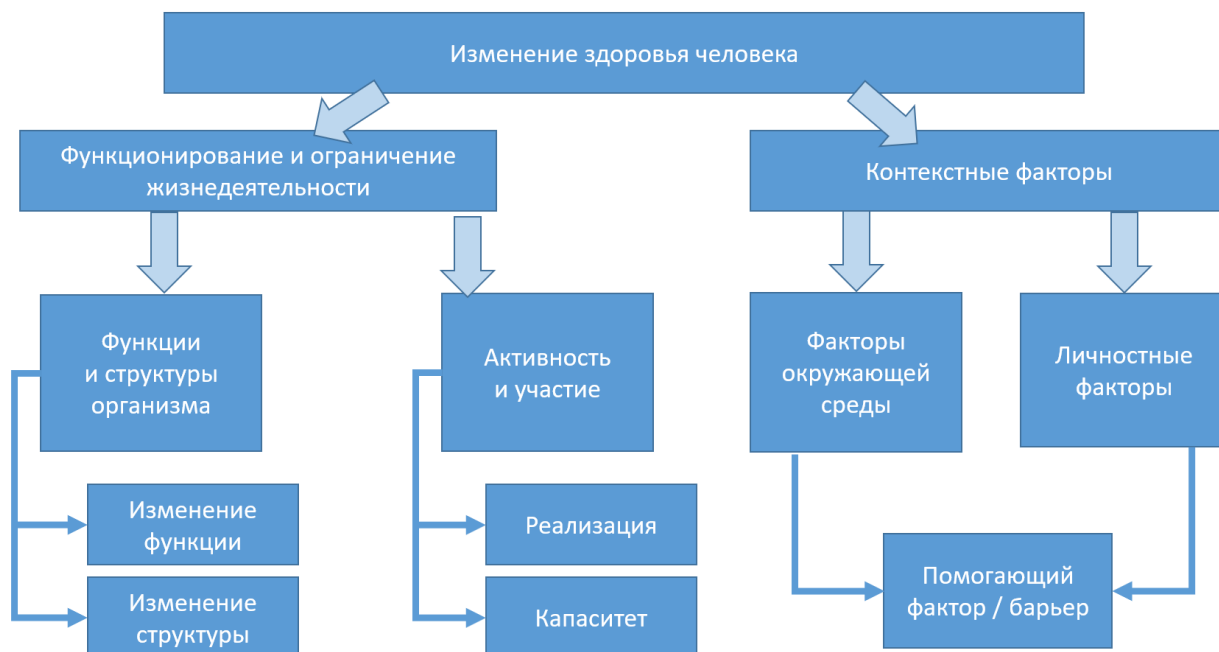 Изменение здоровья человека
Функционирование и ограничение
жизнедеятельности
Контекстные факторы
Функции
и структуры
организма
Активность
и участие
Факторы
окружающей
среды
Личностные
факторы
Изменение
функции
Реализация
Помогающий
фактор / барьер
Изменение
структуры
Капаситет